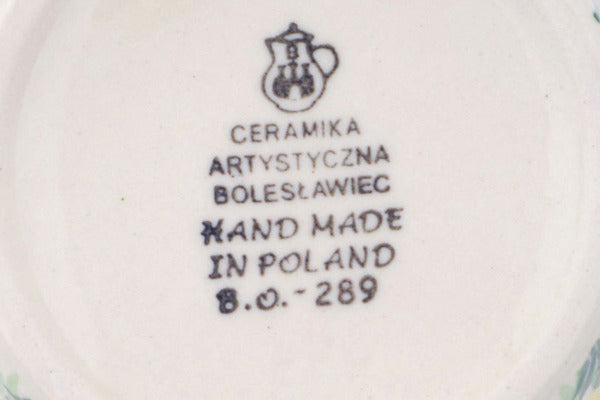 CERAMIKA
ARTYSTYCZNA
BOLESŁAWIEC
HAND MADE
IN POLAND
B.O.-289